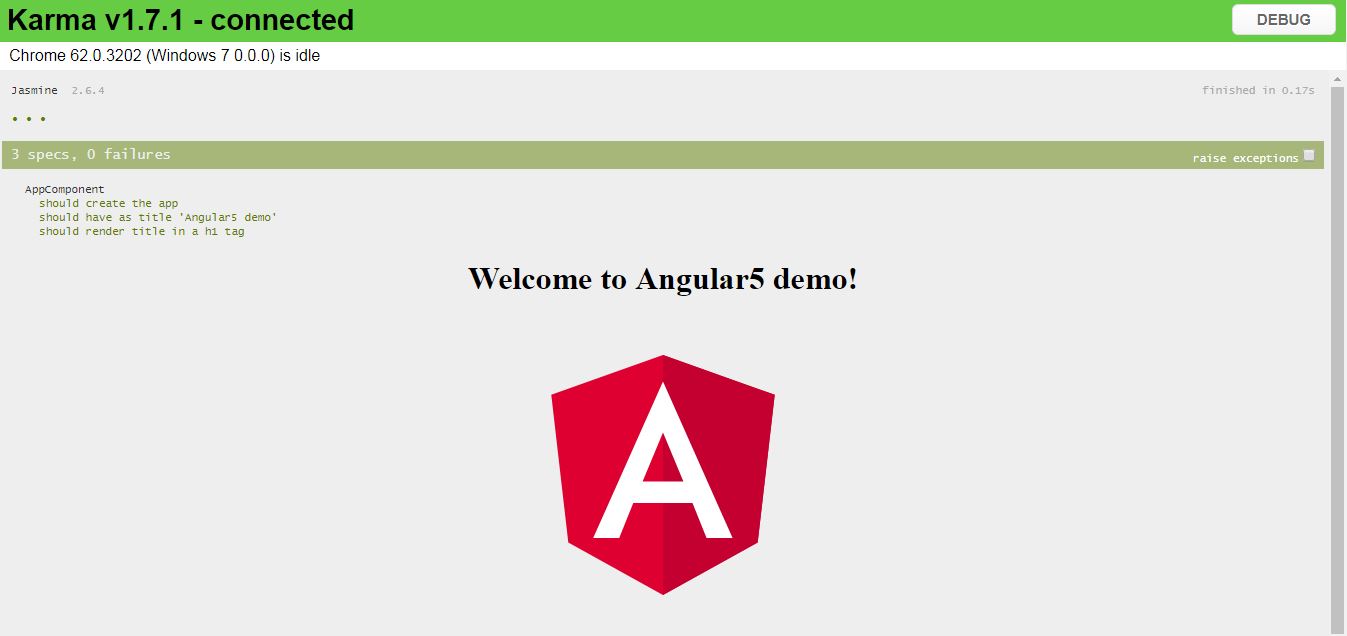 Karma v1.7.1 - connected
DEBUG
Chrome 62.0.3202 (Windows 7 0.0.0) is idle
Jasmine 2.6.4
finished in 0.17s
3 specs, 0 failures
raise exceptions
AppComponent
should create the app
should have as title 'Angular5 demo'
should render title in a h1 tag
Welcome to Angular5 demo!
A